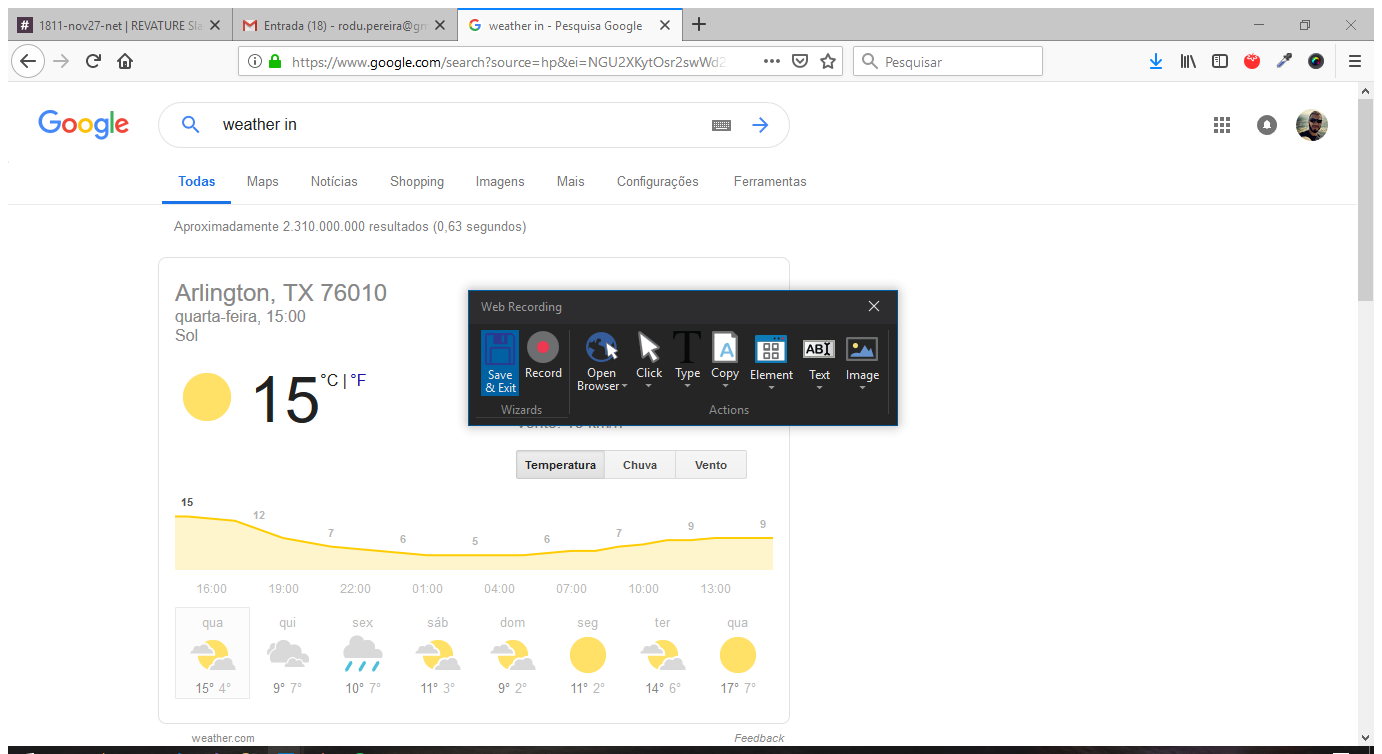 1811-nov27-net | REVATURE Sla
Entrada (18) - rodu.pereira@gm
weather in - Pesquisa Google
https://www.google.com/search?source=hp&ei=NGU2XKytOsr2swWd2
Pesquisar
Google
weather in
Todas Maps Notícias Shopping Imagens Mais Configurações Ferramentas
Aproximadamente 2.310.000.000 resultados (0,63 segundos)
Arlington, TX 76010
quarta-feira, 15:00
Sol
15 °C | °F
Web Recording
Save & Exit
Record
Open Browser
Click
Type
Copy
Element
Text
Image
Wizards
Actions
Temperatura Chuva Vento
15 12 7 6 5 6 7 9 9
16:00 19:00 22:00 01:00 04:00 07:00 10:00 13:00
qua qui sex sáb dom seg ter qua
15° 4° 9° 7° 10° 7° 11° 3° 9° 2° 11° 2° 14° 6° 17° 7°
weather.com
Feedback